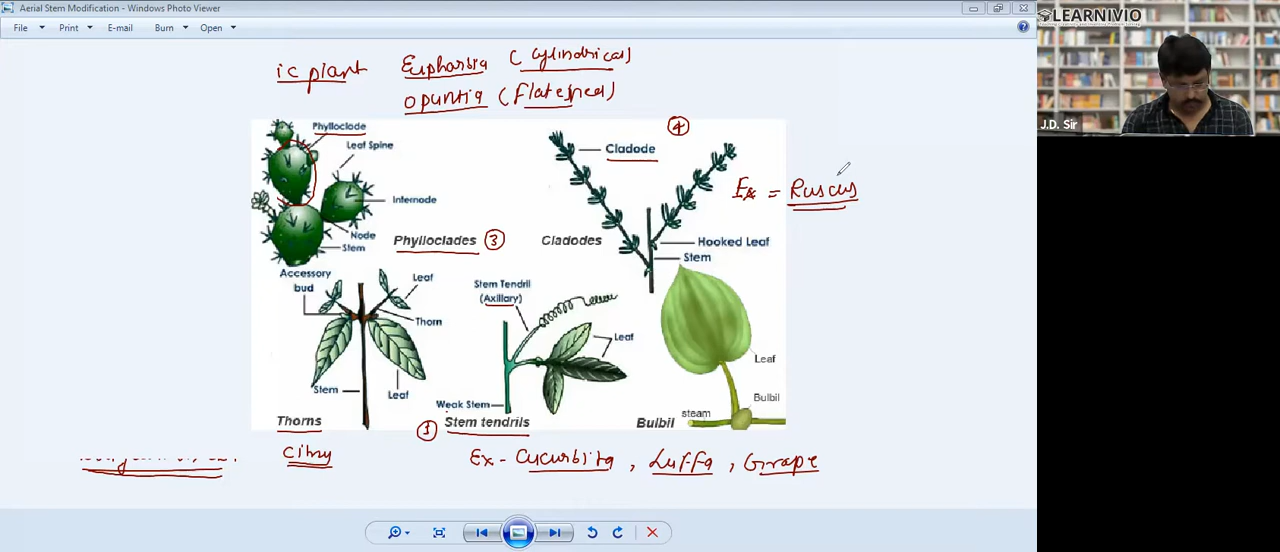 Aerial Stem Modification - Windows Photo Viewer
File Print E-mail Burn Open
LEARNIVIO
J.D. Sir
ic plant Euphorbia (Cylindrical)
Opuntia (Flattened)
Phylloclade
Leaf Spine
Internode
Node
Stem
Phylloclades 3
4
Cladode
Ex = Ruscus
Hooked Leaf
Stem
Cladodes
Accessory
bud
Leaf
Thorn
Stem
Leaf
Thorns
Citrus
Stem Tendril
(Axillary)
Leaf
Weak Stem
1 Stem tendrils
Ex - Cucurbita, Luffa, Grape
Leaf
Bulbil
steam
Bulbil